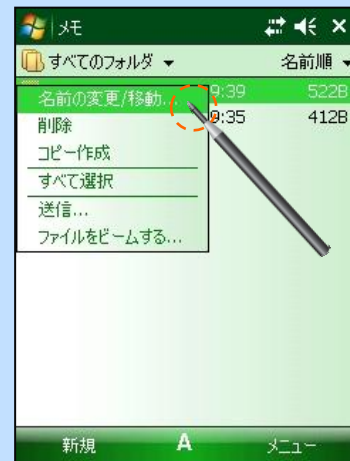 メモ
すべてのフォルダ 名前順
名前の変更/移動... 9:39 522B
削除 9:35 412B
コピー作成
すべて選択
送信...
ファイルをビームする...
新規 A メニュー